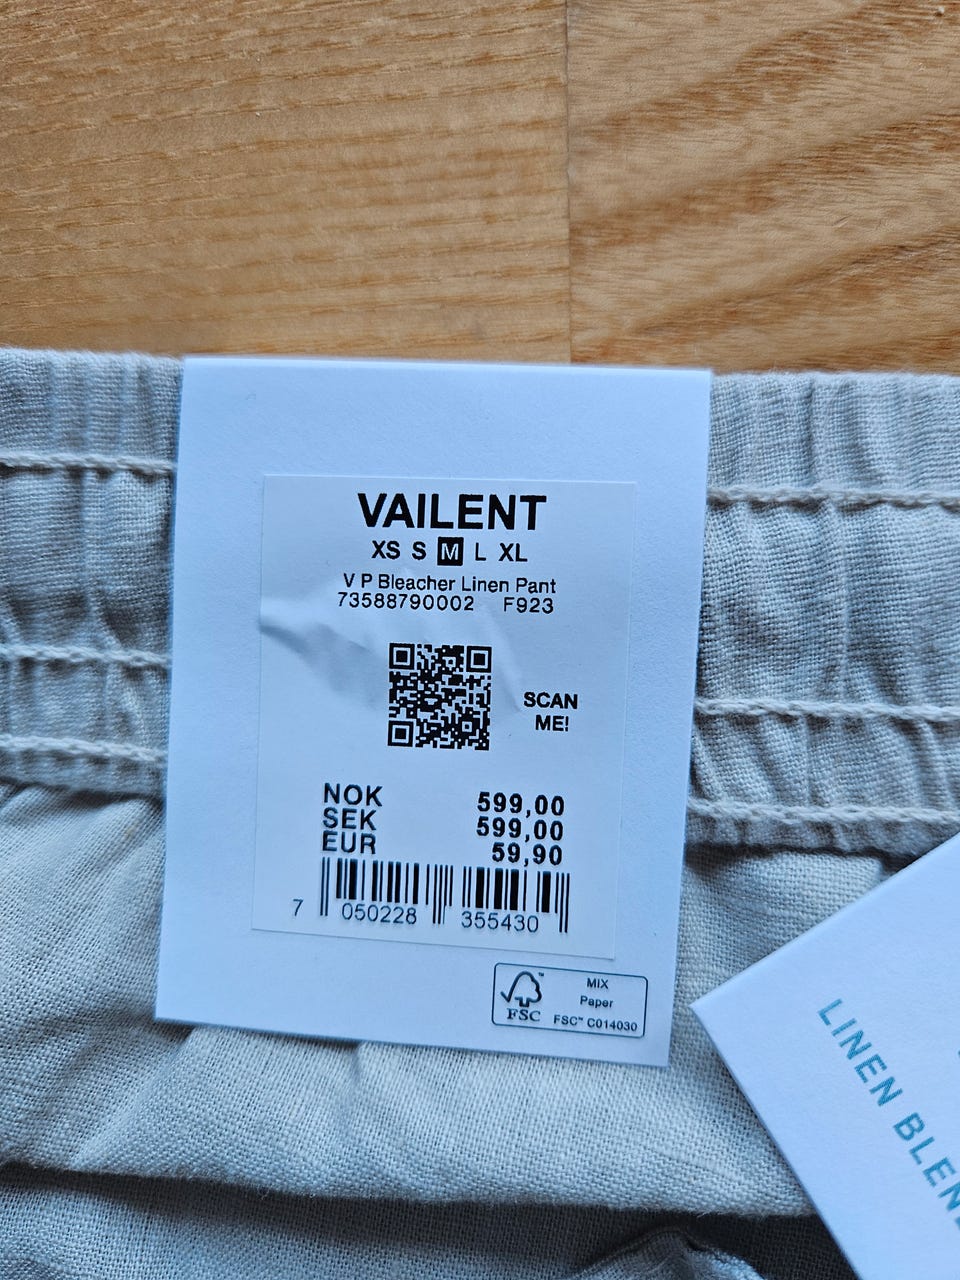 VAILENT
XS S M L XL
V P Bleacher Linen Pant
73588790002 F923
SCAN
ME!
NOK 599,00
SEK 599,00
EUR 59,90
7 050228 355430
FSC™
MIX
Paper
FSC™ C014030
LINEN BLEN